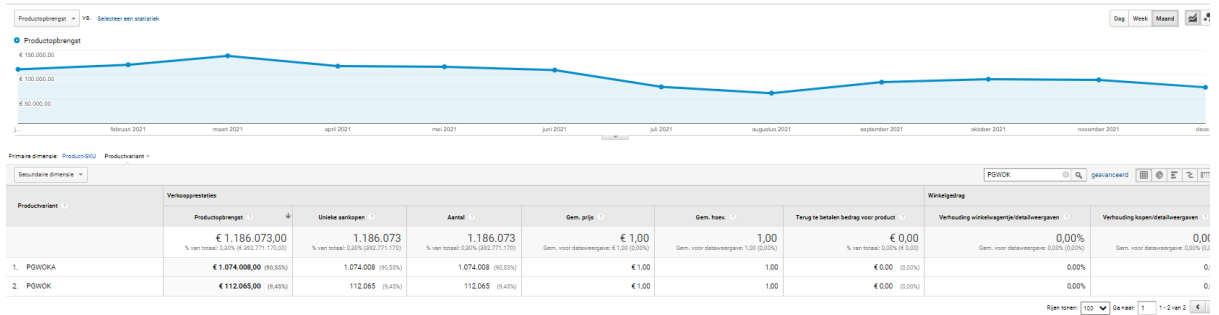 Productopbrengst VS. Selecteer een statistiek Dag Week Maand
Productopbrengst
€ 150.000,00
€ 100.000,00
€ 50.000,00
j... februari 2021 maart 2021 april 2021 mei 2021 juni 2021 juli 2021 augustus 2021 september 2021 oktober 2021 november 2021 dece
Primaire dimensie: Product-SKU Productvariant
Secundaire dimensie PGWOK geavanceerd
Productvariant Verkoopprestaties Winkelgedrag
Productopbrengst Unieke aankopen Aantal Gem. prijs Gem. hoev. Terug te betalen bedrag voor product Verhouding winkelwagentje/detailweergaven Verhouding kopen/detailweergaven
€ 1.186.073,00 1.186.073 1.186.073 € 1,00 1,00 € 0,00 0,00% 0,00
% van totaal: 0,30% (€ 392.771.170,00) % van totaal: 0,30% (392.771.170) % van totaal: 0,30% (392.771.170) Gem. voor dataweergave: € 1,00 (0,00%) Gem. voor dataweergave: 1,00 (0,00%) % van totaal: 0,00% (€ 0,00) Gem. voor dataweergave: 0,00% (0,00%) Gem. voor dataweergave: 0,00% (0,0
1. PGWOKA € 1.074.008,00 (90,55%) 1.074.008 (90,55%) 1.074.008 (90,55%) € 1,00 1,00 € 0,00 (0,00%) 0,00% 0,
2. PGWOK € 112.065,00 (9,45%) 112.065 (9,45%) 112.065 (9,45%) € 1,00 1,00 € 0,00 (0,00%) 0,00% 0,
Rijen tonen: 100 Ga naar: 1 1 - 2 van 2